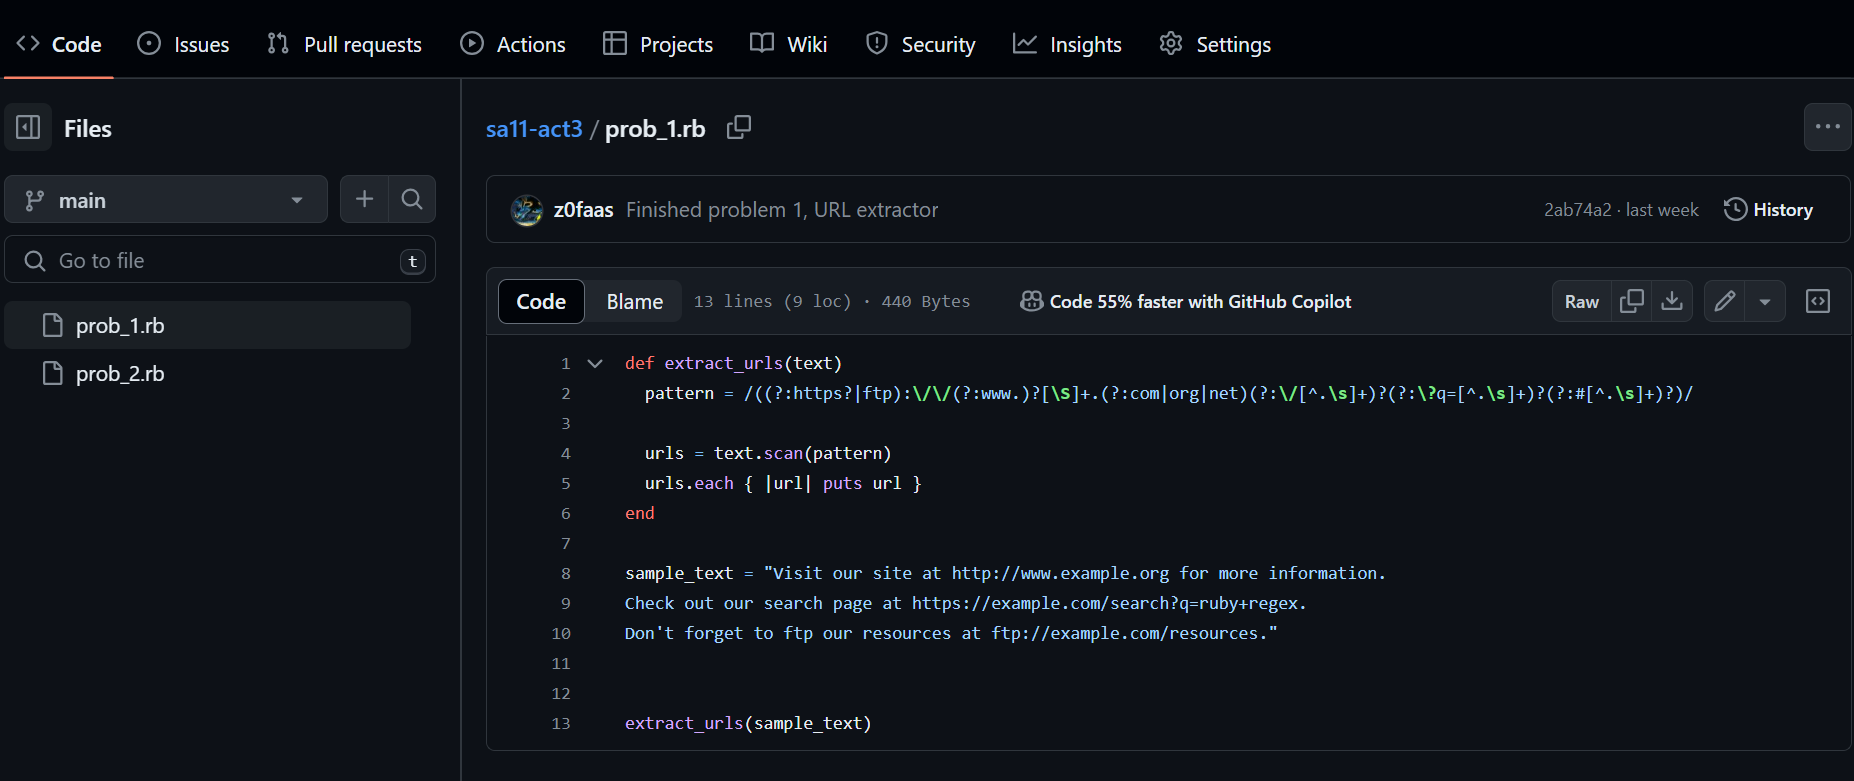 Code Issues Pull requests Actions Projects Wiki Security Insights Settings
Files
main
Go to file t
prob_1.rb
prob_2.rb
sa11-act3 / prob_1.rb
z0faas Finished problem 1, URL extractor 2ab74a2 · last week History
Code Blame 13 lines (9 loc) · 440 Bytes Code 55% faster with GitHub Copilot Raw
1 def extract_urls(text)
2 pattern = /((?:https?|ftp):\/\/(?:www.)?[\S]+.(?:com|org|net)(?:\/[^.\s]+)?(?:\?q=[^.\s]+)?(?:#[^.\s]+)?)/
3
4 urls = text.scan(pattern)
5 urls.each { |url| puts url }
6 end
7
8 sample_text = "Visit our site at http://www.example.org for more information.
9 Check out our search page at https://example.com/search?q=ruby+regex.
10 Don't forget to ftp our resources at ftp://example.com/resources."
11
12
13 extract_urls(sample_text)